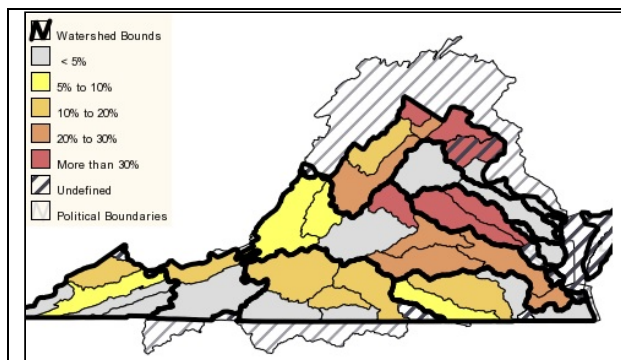 Watershed Bounds
< 5%
5% to 10%
10% to 20%
20% to 30%
More than 30%
Undefined
Political Boundaries